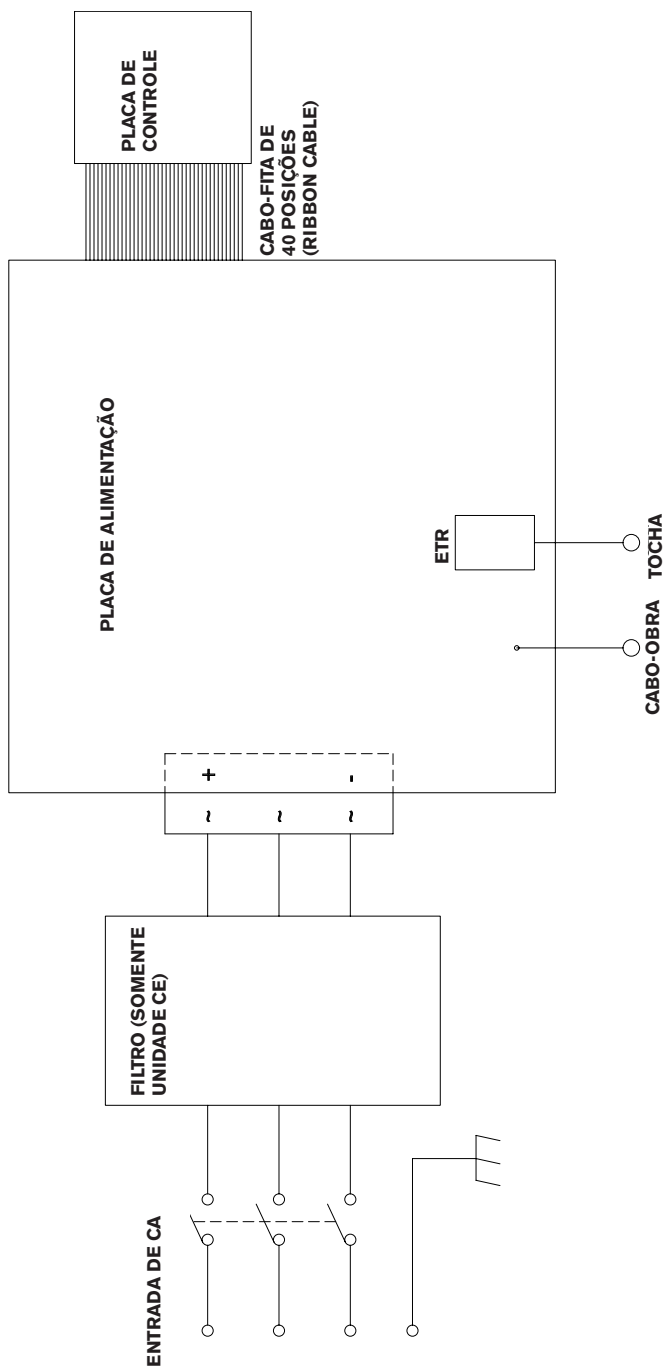 PLACA DE
CONTROLE
CABO-FITA DE
40 POSIÇÕES
(RIBBON CABLE)
PLACA DE ALIMENTAÇÃO
ETR
TOCHA
CABO-OBRA
+
-
~
~
~
FILTRO (SOMENTE
UNIDADE CE)
ENTRADA DE CA